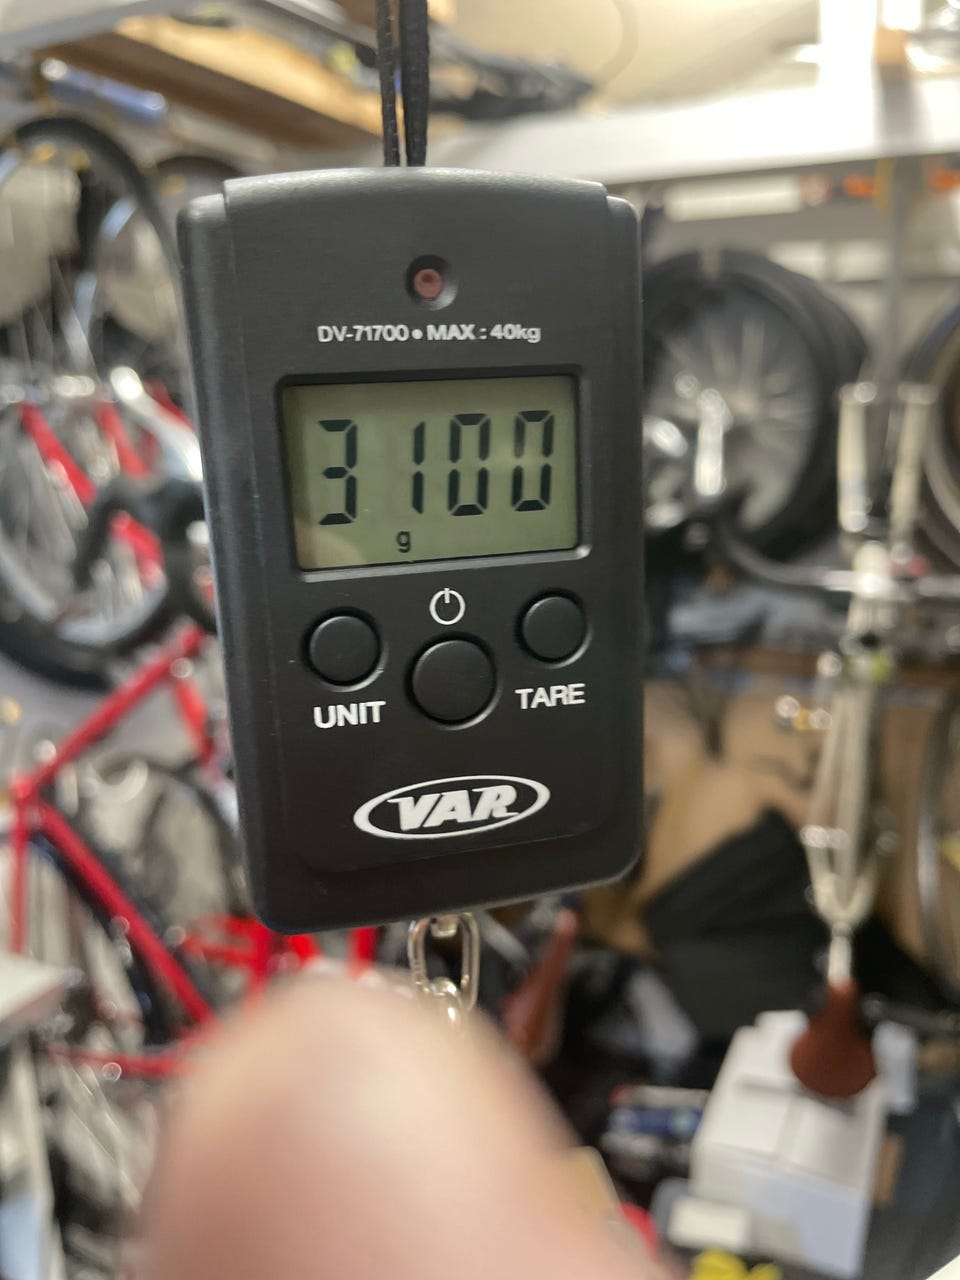 DV-71700 • MAX : 40kg
3100
g
UNIT
TARE
VAR